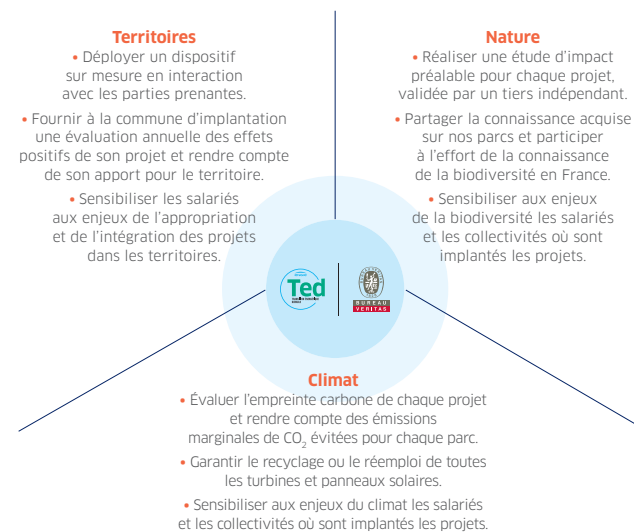 Territoires
• Déployer un dispositif
sur mesure en interaction
avec les parties prenantes.
• Fournir à la commune d’implantation
une évaluation annuelle des effets
positifs de son projet et rendre compte
de son apport pour le territoire.
• Sensibiliser les salariés
aux enjeux de l’appropriation
et de l’intégration des projets
dans les territoires.
Nature
• Réaliser une étude d’impact
préalable pour chaque projet,
validée par un tiers indépendant.
• Partager la connaissance acquise
sur nos parcs et participer
à l’effort de la connaissance
de la biodiversité en France.
• Sensibiliser aux enjeux
de la biodiversité les salariés
et les collectivités où sont
implantés les projets.
Ted
BUREAU
VERITAS
Climat
• Évaluer l’empreinte carbone de chaque projet
et rendre compte des émissions
marginales de CO₂ évitées pour chaque parc.
• Garantir le recyclage ou le réemploi de toutes
les turbines et panneaux solaires.
• Sensibiliser aux enjeux du climat les salariés
et les collectivités où sont implantés les projets.